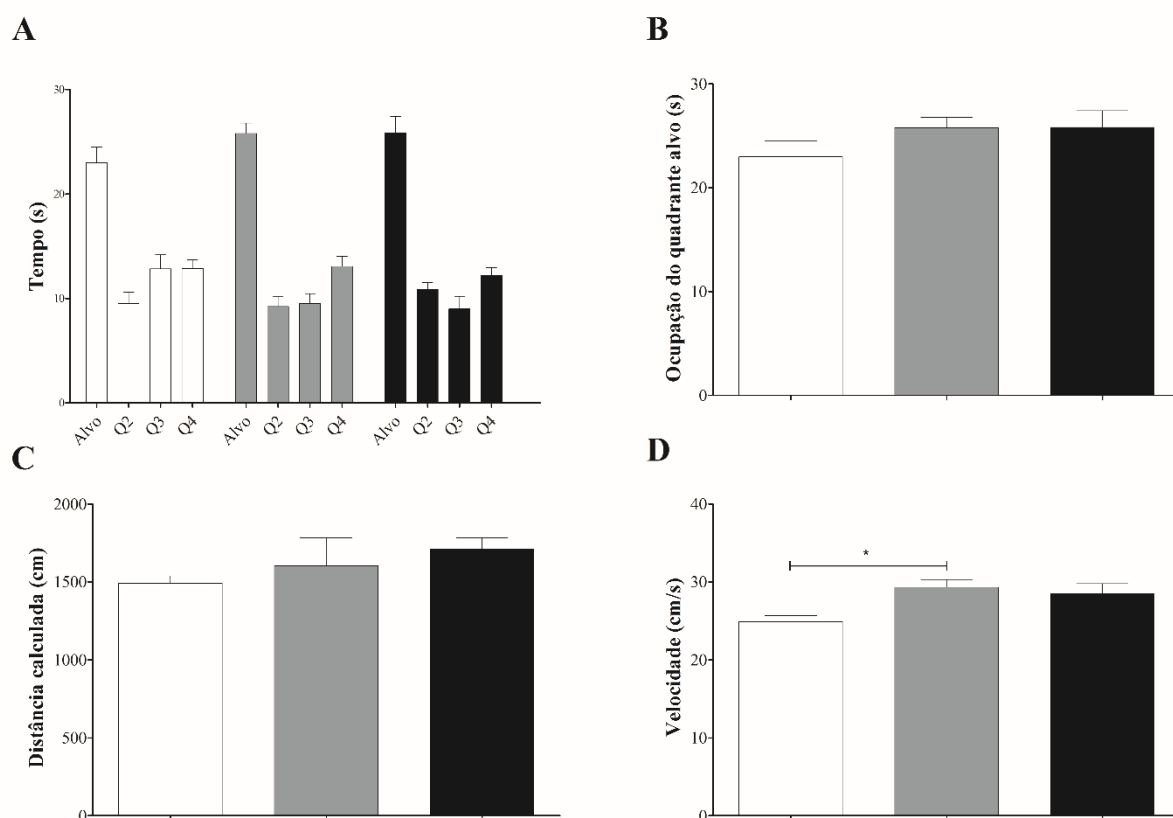 A
Tempo (s)
30
20
10
0
Alvo
Q2
Q3
Q4
Alvo
Q2
Q3
Q4
Alvo
Q2
Q3
Q4
B
Ocupação do quadrante alvo (s)
30
20
10
0
C
Distância calculada (cm)
2000
1500
1000
500
0
D
Velocidade (cm/s)
40
30
20
10
0
*